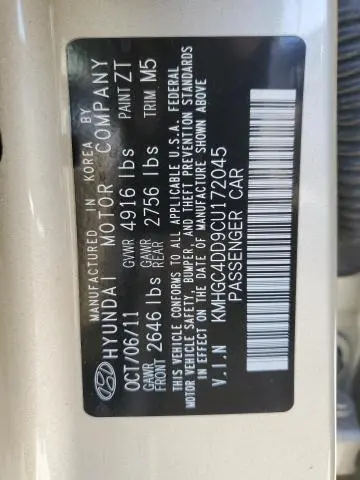 MANUFACTURED IN KOREA BY
HYUNDAI MOTOR COMPANY
OCT/06/11 GVWR 4916 lbs PAINT ZT
GAWR FRONT 2646 lbs GAWR REAR 2756 lbs TRIM M5
THIS VEHICLE CONFORMS TO ALL APPLICABLE U.S.A. FEDERAL
MOTOR VEHICLE SAFETY, BUMPER, AND THEFT PREVENTION STANDARDS
IN EFFECT ON THE DATE OF MANUFACTURE SHOWN ABOVE
V.I.N KMHGC4DD9CU172045
PASSENGER CAR